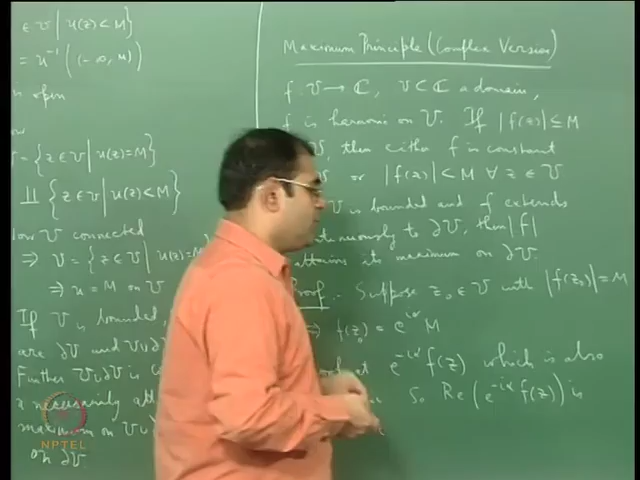 ∈ U | u(z) < M}
= u⁻¹ ((-∞, M))
open
= {z ∈ U | u(z) = M}
⨿ {z ∈ U | u(z) < M}
U connected
⇒ U = {z ∈ U | u(z) = M
⇒ u = M on U
If U is bounded,
are ∂U and U ∪ ∂U
Further U ∪ ∂U is
maximum on U ∪
on ∂U
Maximum Principle (Complex Version)
f : U → ℂ, U ⊂ ℂ a domain,
f is harmonic on U. If |f(z)| ≤ M
U, then either f is constant
or |f(z)| < M ∀ z ∈ U
U is bounded and f extends
to ∂U, then |f|
attains its maximum on ∂U.
Proof : Suppose z₀ ∈ U with |f(z₀)| = M
⇒ f(z₀) = e^{iα} M
at e^{-iα} f(z) which is also
So Re(e^{-iα} f(z)) is
NPTEL